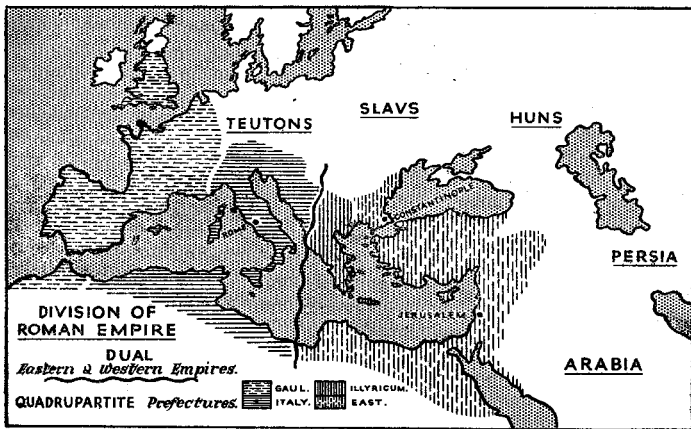 TEUTONS
SLAVS
HUNS
CONSTANTINOPLE
ROME
PERSIA
JERUSALEM
ARABIA
DIVISION OF
ROMAN EMPIRE
DUAL
Eastern & Western Empires.
QUADRUPARTITE Prefectures.
GAUL. ILLYRICUM.
ITALY. EAST.